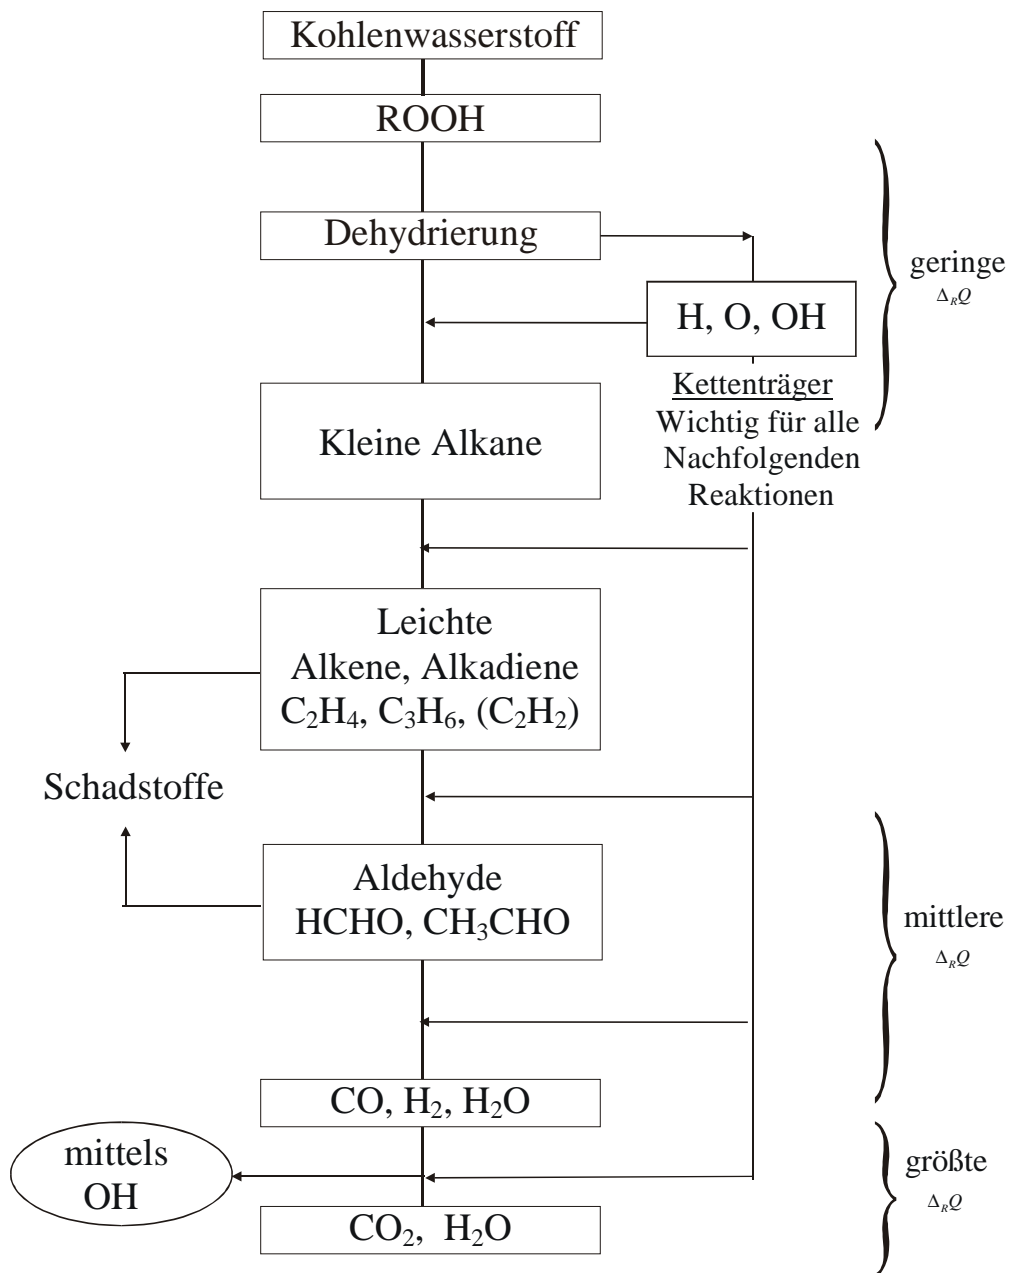 Kohlenwasserstoff
ROOH
Dehydrierung
geringe
Δ_RQ
H, O, OH
Kettenträger
Wichtig für alle
Nachfolgenden
Reaktionen
Kleine Alkane
Leichte
Alkene, Alkadiene
C₂H₄, C₃H₆, (C₂H₂)
Schadstoffe
Aldehyde
HCHO, CH₃CHO
mittlere
Δ_RQ
CO, H₂, H₂O
mittels
OH
größte
Δ_RQ
CO₂, H₂O